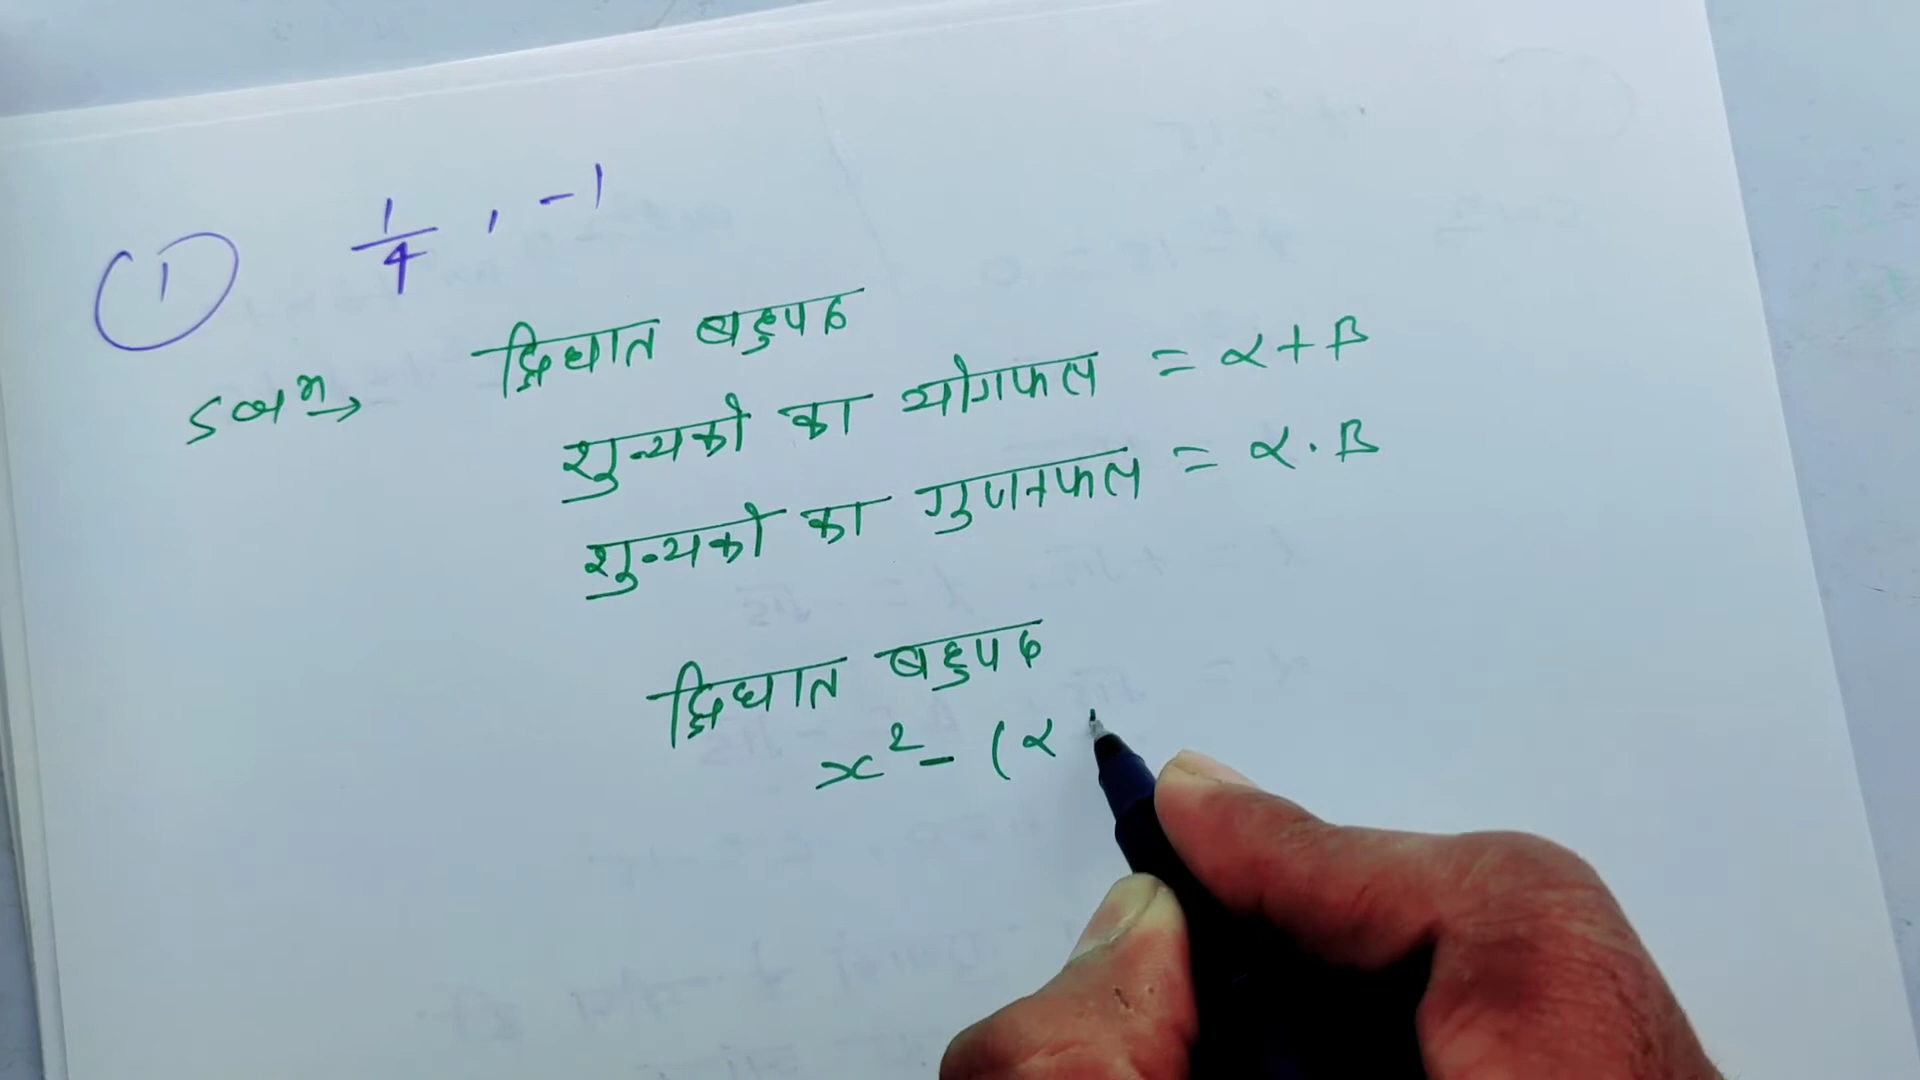 ① 1/4 , -1
Solⁿ→ द्विघात बहुपद
शुन्यको का योगफल = α+β
शुन्यको का गुणनफल = α.β
द्विघात बहुपद
x² - (α